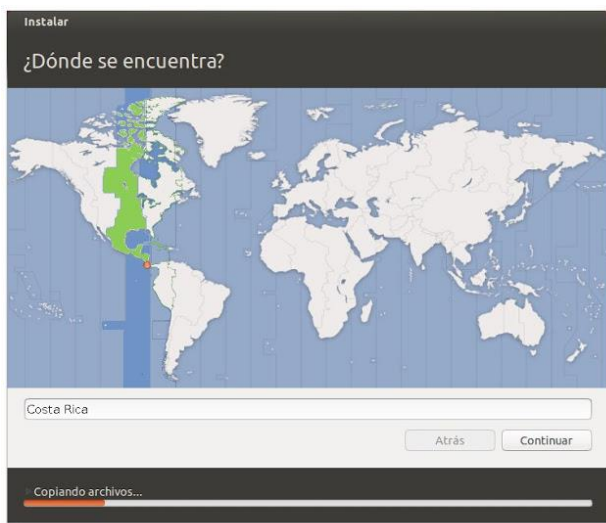 Instalar
¿Dónde se encuentra?
Costa Rica
Atrás
Continuar
Copiando archivos...